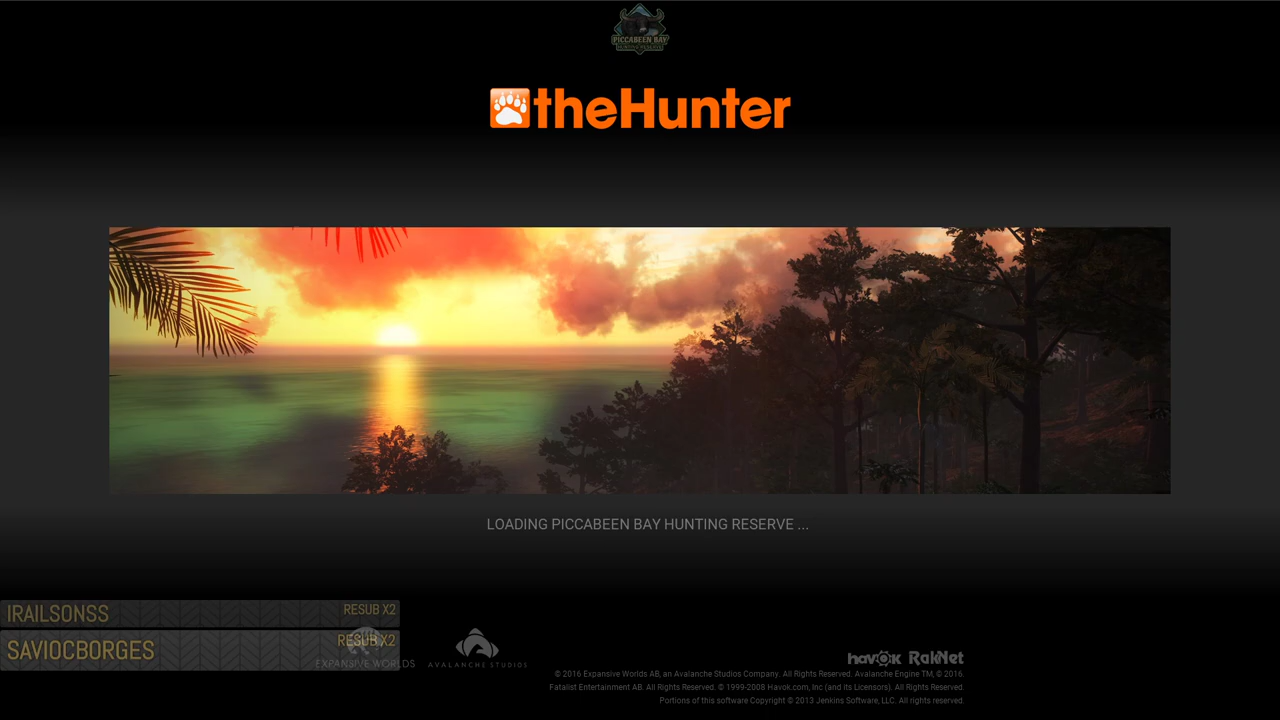 PICCABEEN BAY
HUNTING RESERVE
theHunter
LOADING PICCABEEN BAY HUNTING RESERVE ...
IRAILSONSS RESUB X2
SAVIOCBORGES RESUB X2
EXPANSIVE WORLDS AVALANCHE STUDIOS
havok RakNet
© 2016 Expansive Worlds AB, an Avalanche Studios Company. All Rights Reserved. Avalanche Engine TM, © 2016.
Fatalist Entertainment AB. All Rights Reserved. © 1999-2008 Havok.com, Inc (and its Licensors). All Rights Reserved.
Portions of this software Copyright © 2013 Jenkins Software, LLC. All rights reserved.